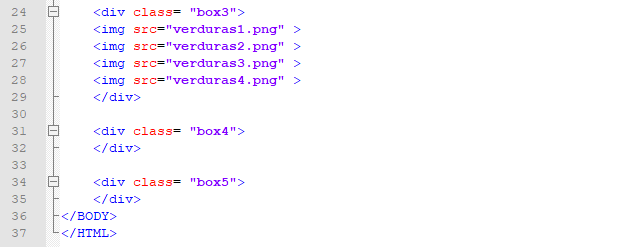 24 <div class= "box3">
25 <img src="verduras1.png" >
26 <img src="verduras2.png" >
27 <img src="verduras3.png" >
28 <img src="verduras4.png" >
29 </div>
30
31 <div class= "box4">
32 </div>
33
34 <div class= "box5">
35 </div>
36 </BODY>
37 </HTML>